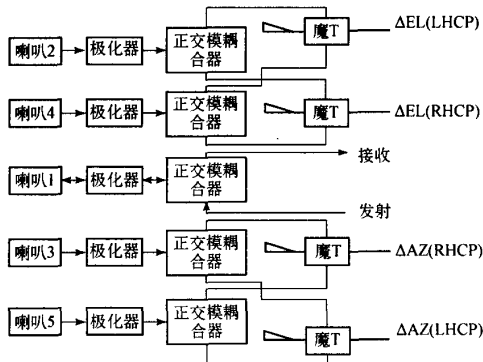 喇叭2 极化器 正交模耦合器 魔T ΔEL(LHCP)
喇叭4 极化器 正交模耦合器 魔T ΔEL(RHCP)
喇叭1 极化器 正交模耦合器 接收
发射
喇叭3 极化器 正交模耦合器 魔T ΔAZ(RHCP)
喇叭5 极化器 正交模耦合器 魔T ΔAZ(LHCP)